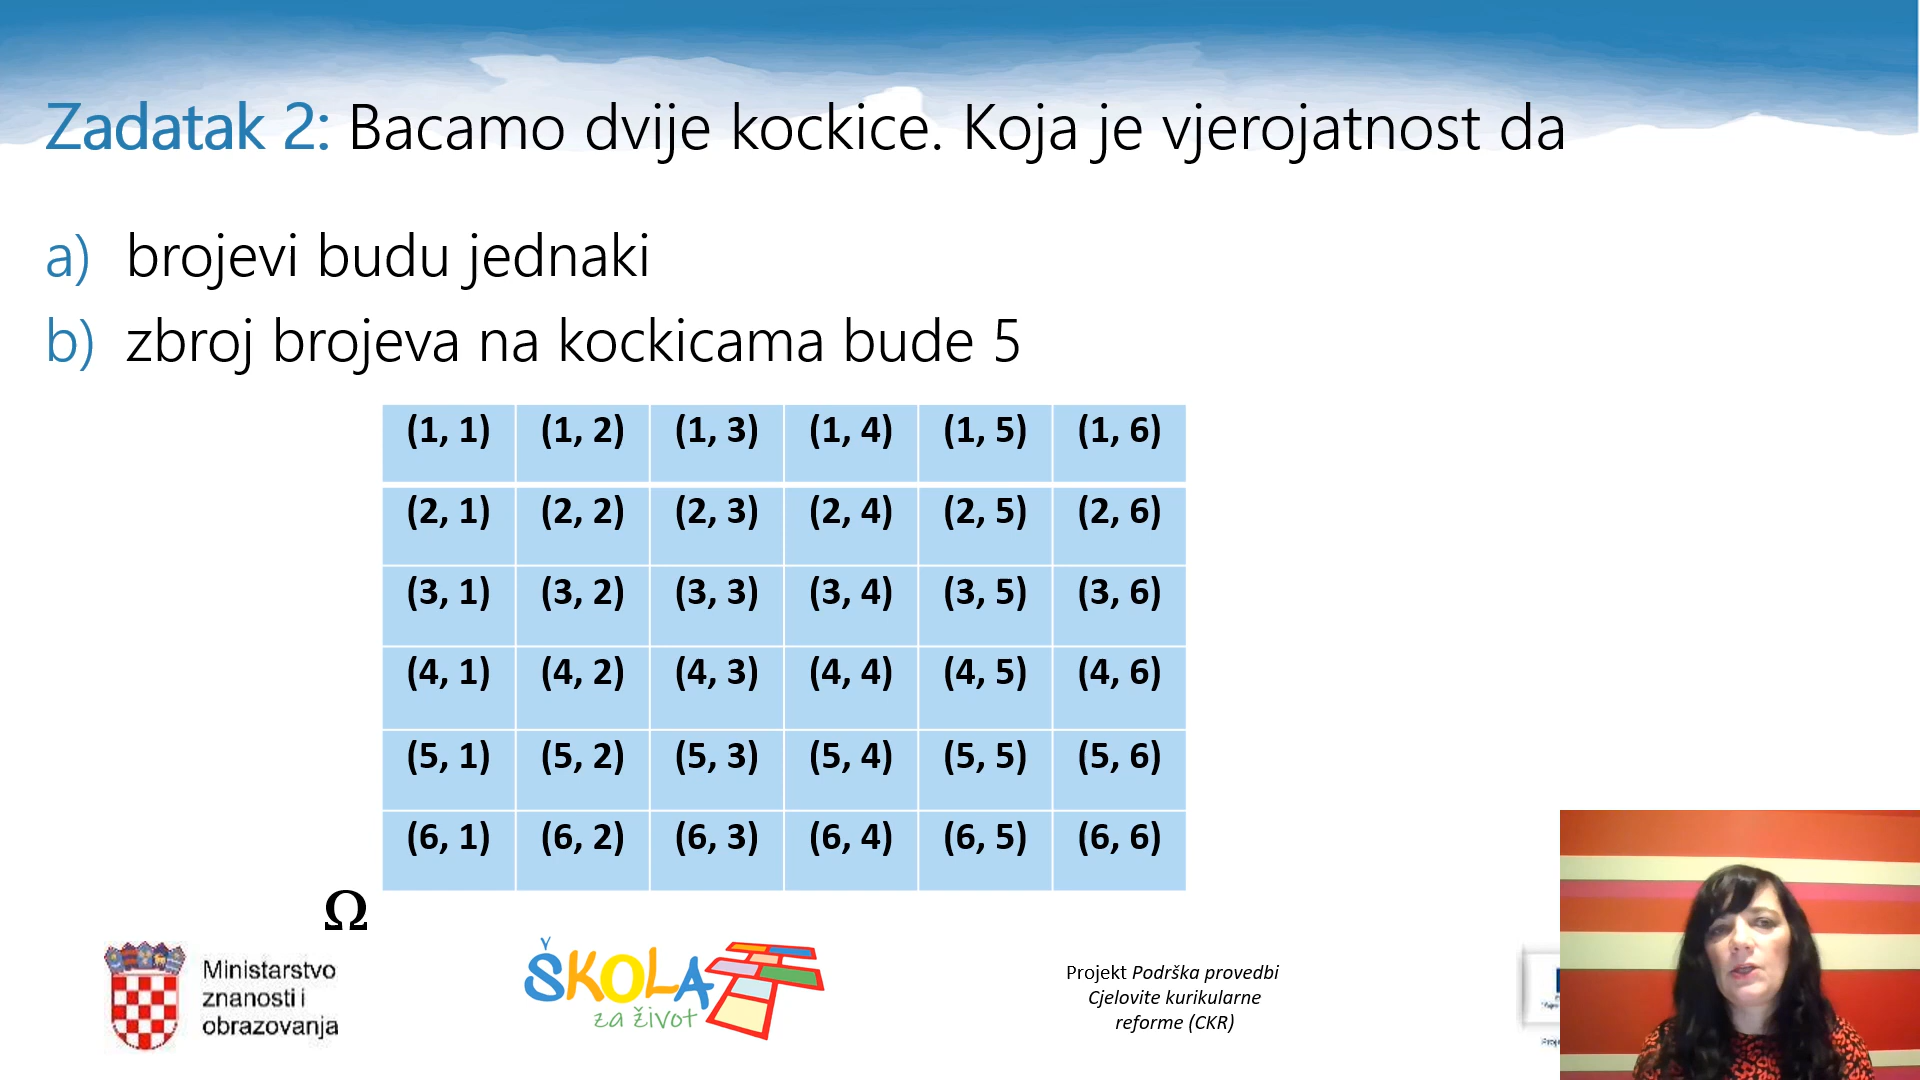 Zadatak 2: Bacamo dvije kockice. Koja je vjerojatnost da
a) brojevi budu jednaki
b) zbroj brojeva na kockicama bude 5
(1, 1) (1, 2) (1, 3) (1, 4) (1, 5) (1, 6)
(2, 1) (2, 2) (2, 3) (2, 4) (2, 5) (2, 6)
(3, 1) (3, 2) (3, 3) (3, 4) (3, 5) (3, 6)
(4, 1) (4, 2) (4, 3) (4, 4) (4, 5) (4, 6)
(5, 1) (5, 2) (5, 3) (5, 4) (5, 5) (5, 6)
(6, 1) (6, 2) (6, 3) (6, 4) (6, 5) (6, 6)
Ω
Ministarstvo
znanosti i
obrazovanja
ŠKOLA
za život
Projekt Podrška provedbi
Cjelovite kurikularne
reforme (CKR)